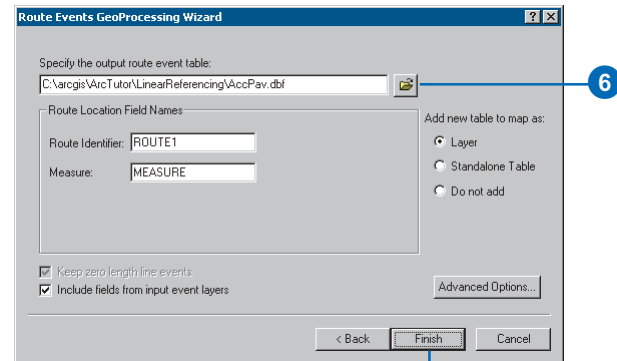 Route Events GeoProcessing Wizard
Specify the output route event table:
C:\arcgis\ArcTutor\LinearReferencing\AccPav.dbf
6
Route Location Field Names
Route Identifier: ROUTE1
Measure: MEASURE
Add new table to map as:
Layer
Standalone Table
Do not add
Keep zero length line events
Include fields from input event layers
Advanced Options...
< Back
Finish
Cancel